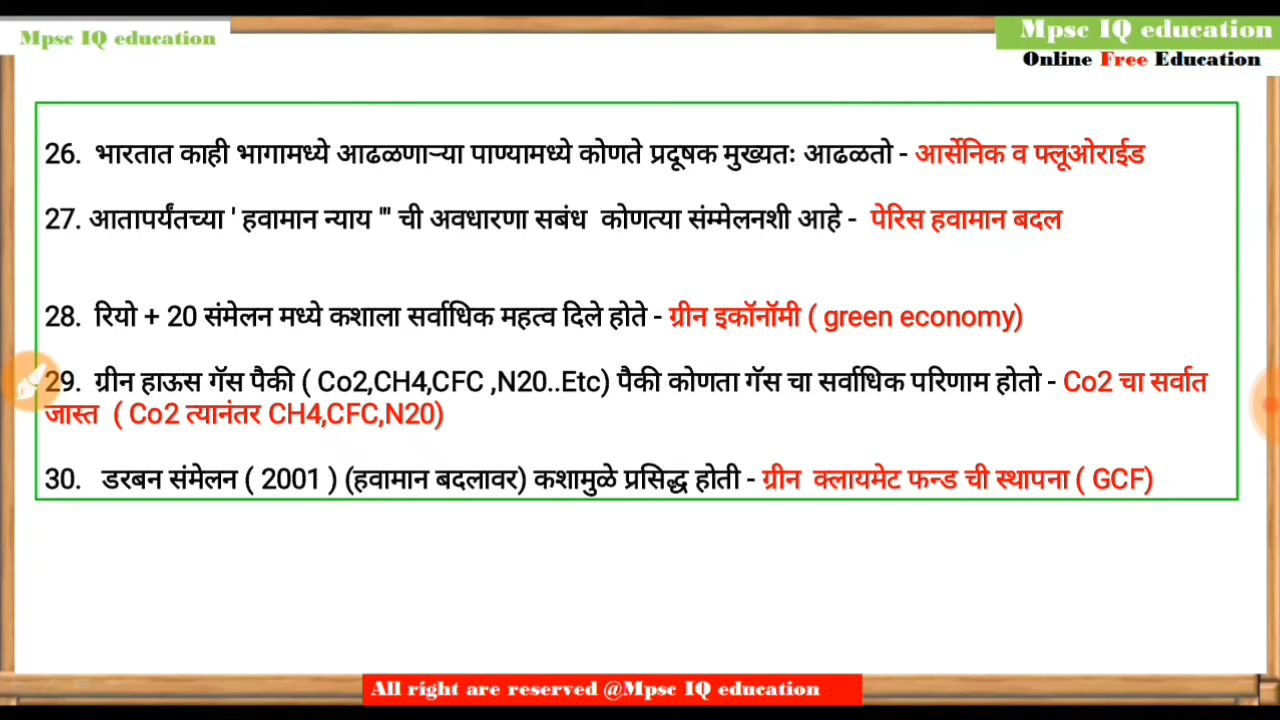 Mpsc IQ education
Mpsc IQ education
Online Free Education
26. भारतात काही भागामध्ये आढळणाऱ्या पाण्यामध्ये कोणते प्रदूषक मुख्यतः आढळतो - आर्सेनिक व फ्लूओराईड
27. आतापर्यंतच्या ' हवामान न्याय "' ची अवधारणा सबंध कोणत्या संम्मेलनशी आहे - पेरिस हवामान बदल
28. रियो + 20 संमेलन मध्ये कशाला सर्वाधिक महत्व दिले होते - ग्रीन इकॉनॉमी ( green economy)
29. ग्रीन हाऊस गॅस पैकी ( Co2,CH4,CFC ,N20..Etc) पैकी कोणता गॅस चा सर्वाधिक परिणाम होतो - Co2 चा सर्वात
जास्त ( Co2 त्यानंतर CH4,CFC,N20)
30. डरबन संमेलन ( 2001 ) (हवामान बदलावर) कशामुळे प्रसिद्ध होती - ग्रीन क्लायमेट फन्ड ची स्थापना ( GCF)
All right are reserved @Mpsc IQ education